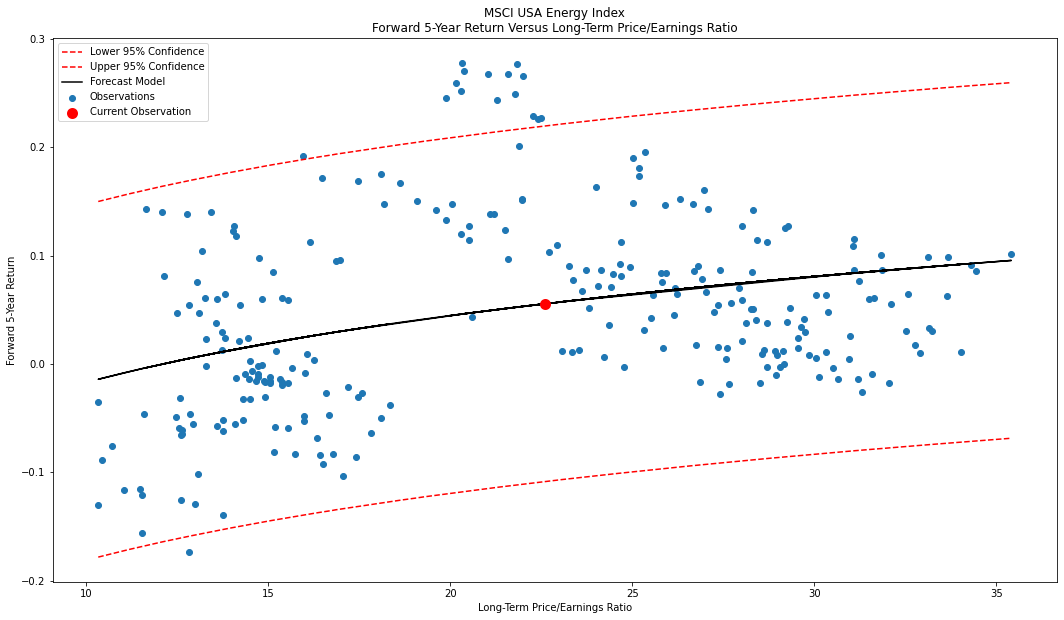 MSCI USA Energy Index
Forward 5-Year Return Versus Long-Term Price/Earnings Ratio
Lower 95% Confidence
Upper 95% Confidence
Forecast Model
Observations
Current Observation
0.3
0.2
0.1
0.0
−0.1
−0.2
Forward 5-Year Return
10
15
20
25
30
35
Long-Term Price/Earnings Ratio